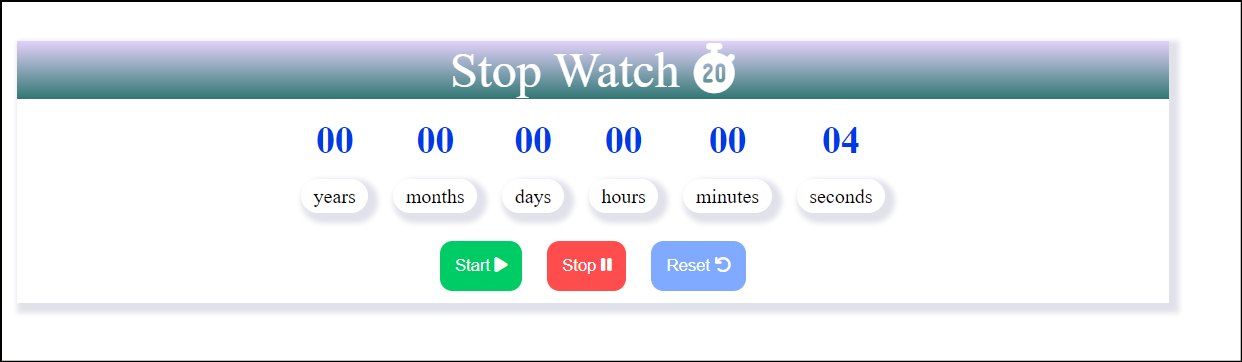 Stop Watch 20
00 00 00 00 00 04
years months days hours minutes seconds
Start Stop Reset